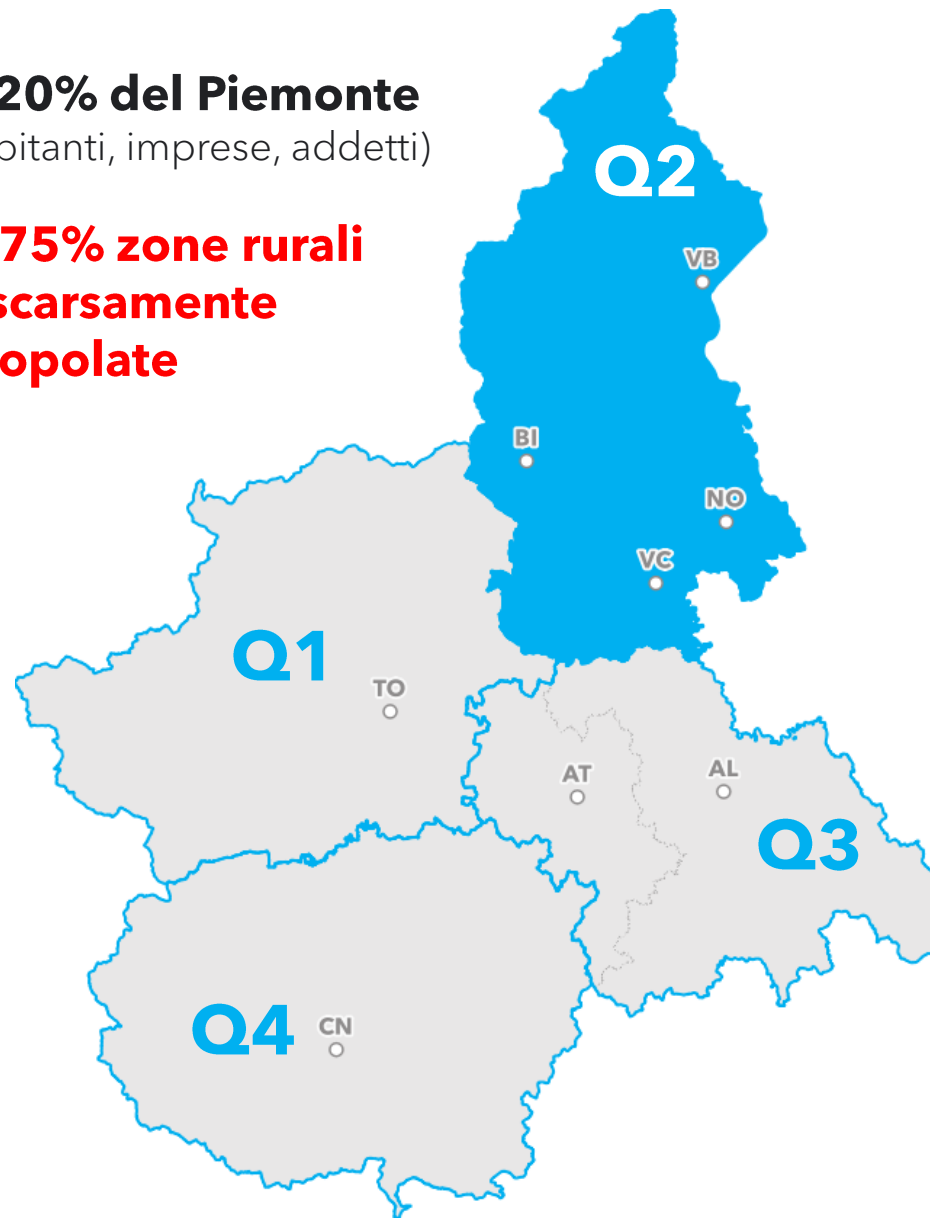 20% del Piemonte
bitanti, imprese, addetti)
75% zone rurali
scarsamente
opolate
Q2
VB
BI
NO
VC
Q1
TO
AT
AL
Q3
Q4
CN